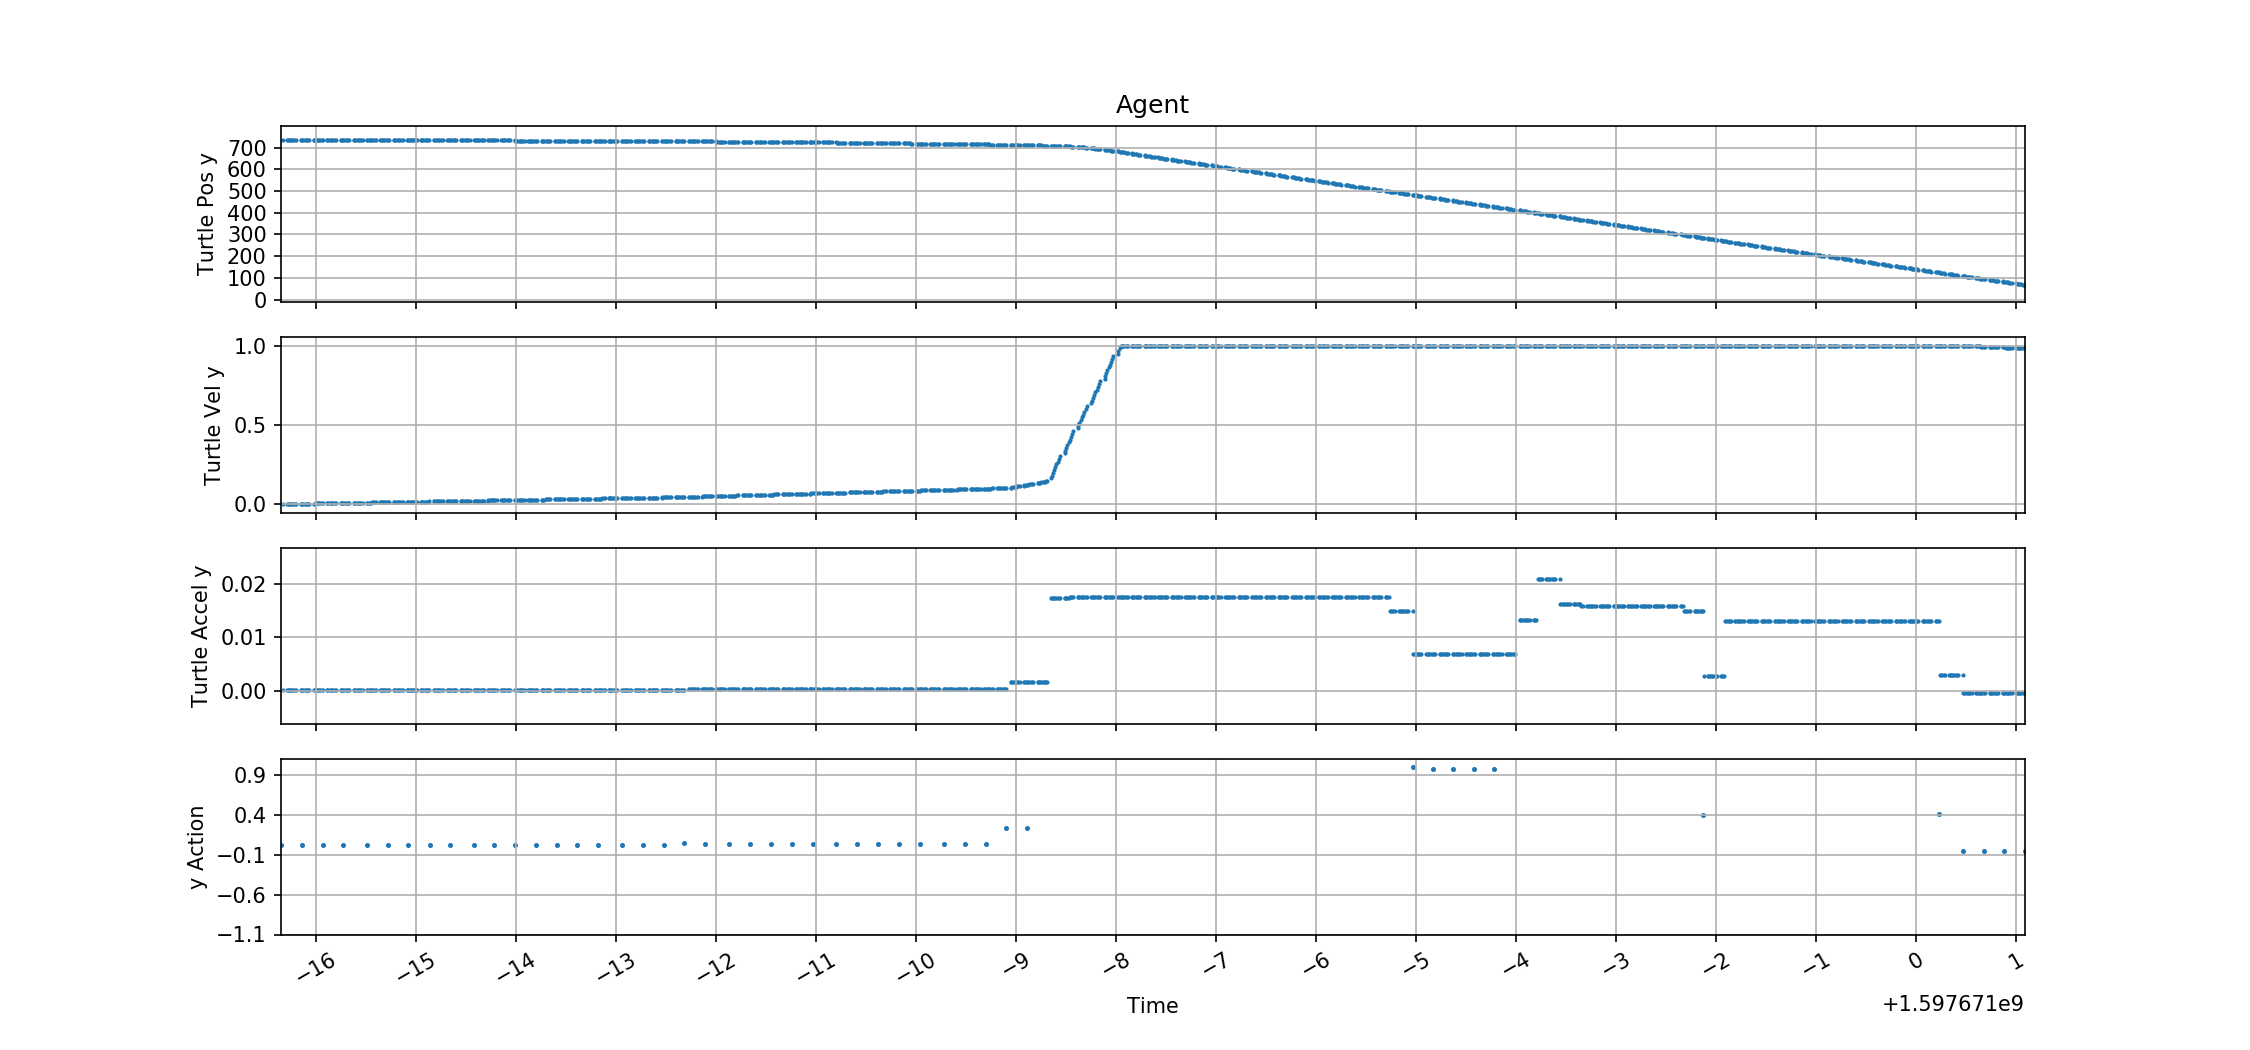 Agent
Turtle Pos y
700
600
500
400
300
200
100
0
Turtle Vel y
1.0
0.5
0.0
Turtle Accel y
0.02
0.01
0.00
y Action
0.9
0.4
−0.1
−0.6
−1.1
−16 −15 −14 −13 −12 −11 −10 −9 −8 −7 −6 −5 −4 −3 −2 −1 0 1
Time
+1.597671e9